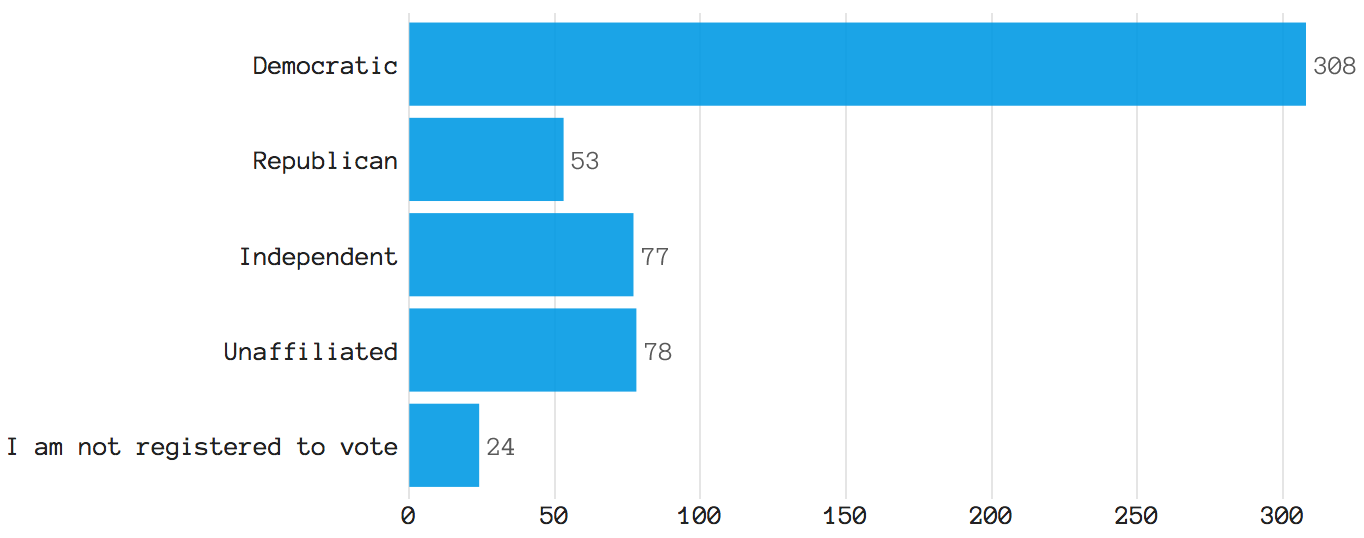 Democratic 308
Republican 53
Independent 77
Unaffiliated 78
I am not registered to vote 24
0 50 100 150 200 250 300